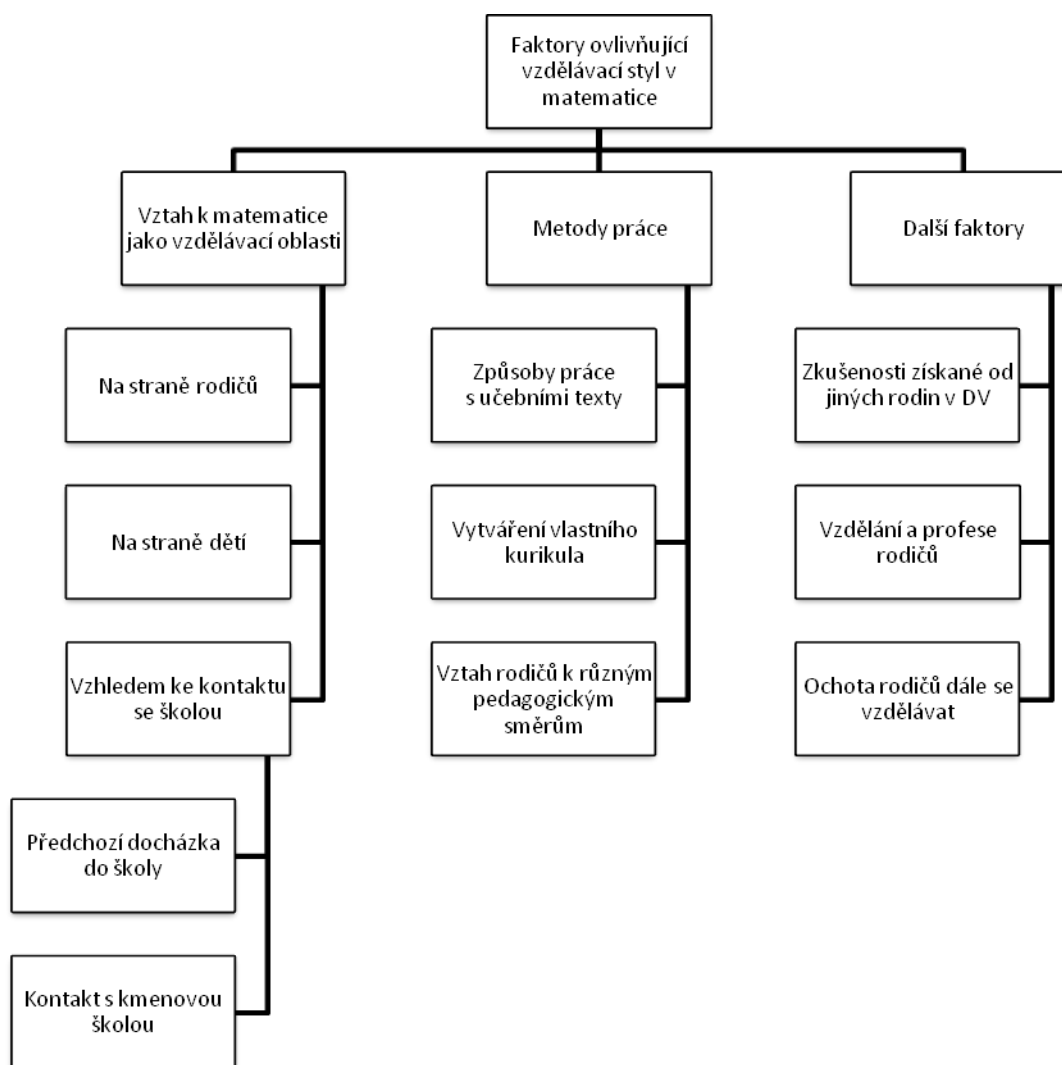 Faktory ovlivňující
vzdělávací styl v
matematice
Vztah k matematice
jako vzdělávací oblasti
Metody práce
Další faktory
Na straně rodičů
Způsoby práce
s učebními texty
Zkušenosti získané od
jiných rodin v DV
Na straně dětí
Vytváření vlastního
kurikula
Vzdělání a profese
rodičů
Vzhledem ke kontaktu
se školou
Vztah rodičů k různým
pedagogickým
směrům
Ochota rodičů dále se
vzdělávat
Předchozí docházka
do školy
Kontakt s kmenovou
školou